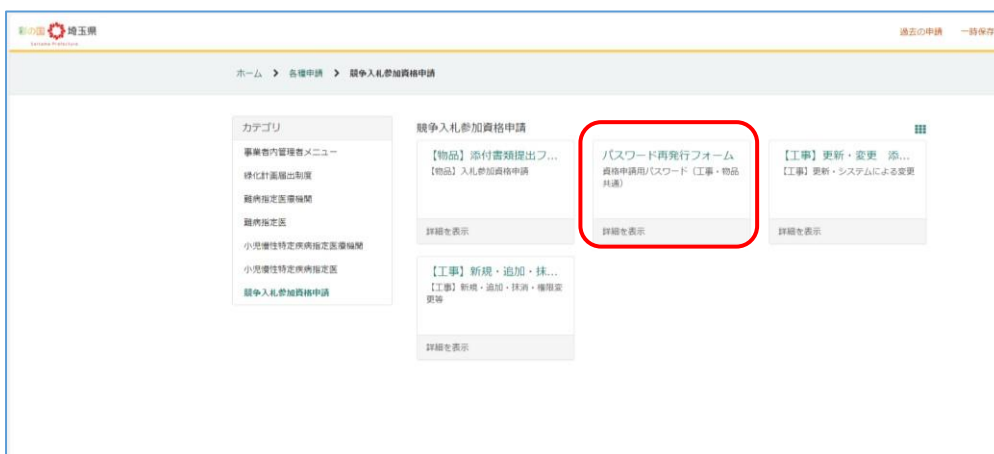 彩の国 埼玉県
Saitama Prefecture
過去の申請 一時保存
ホーム > 各種申請 > 競争入札参加資格申請
カテゴリ
事業者内管理者メニュー
緑化計画届出制度
難病指定医療機関
難病指定医
小児慢性特定疾病指定医療機関
小児慢性特定疾病指定医
競争入札参加資格申請
競争入札参加資格申請
【物品】添付書類提出フ...
【物品】入札参加資格申請
詳細を表示
パスワード再発行フォーム
資格申請用パスワード（工事・物品
共通）
詳細を表示
【工事】更新・変更 添...
【工事】更新・システムによる変更
詳細を表示
【工事】新規・追加・抹...
【工事】新規・追加・抹消・権限変
更等
詳細を表示